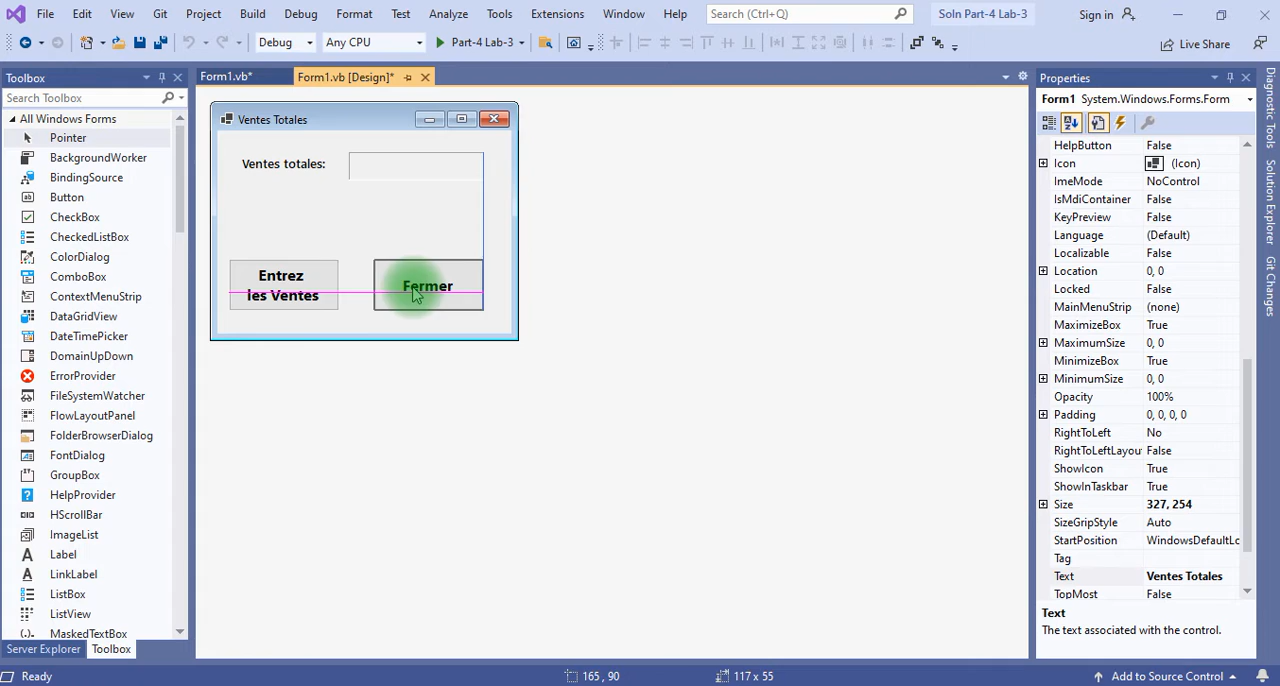 File Edit View Git Project Build Debug Format Test Analyze Tools Extensions Window Help Search (Ctrl+Q) Soln Part-4 Lab-3 Sign in
Debug Any CPU Part-4 Lab-3 Live Share
Toolbox
Search Toolbox
All Windows Forms
Pointer
BackgroundWorker
BindingSource
Button
CheckBox
CheckedListBox
ColorDialog
ComboBox
ContextMenuStrip
DataGridView
DateTimePicker
DomainUpDown
ErrorProvider
FileSystemWatcher
FlowLayoutPanel
FolderBrowserDialog
FontDialog
GroupBox
HelpProvider
HScrollBar
ImageList
Label
LinkLabel
ListBox
ListView
MaskedTextBox
Server Explorer Toolbox
Form1.vb* Form1.vb [Design]*
Ventes Totales
Ventes totales:
Entrez
les Ventes
Fermer
Properties
Form1 System.Windows.Forms.Form
HelpButton False
Icon (Icon)
ImeMode NoControl
IsMdiContainer False
KeyPreview False
Language (Default)
Localizable False
Location 0, 0
Locked False
MainMenuStrip (none)
MaximizeBox True
MaximumSize 0, 0
MinimizeBox True
MinimumSize 0, 0
Opacity 100%
Padding 0, 0, 0, 0
RightToLeft No
RightToLeftLayou False
ShowIcon True
ShowInTaskbar True
Size 327, 254
SizeGripStyle Auto
StartPosition WindowsDefaultLo
Tag
Text Ventes Totales
TopMost False
Text
The text associated with the control.
Diagnostic Tools
Solution Explorer
Git Changes
Ready 165 , 90 117 x 55 Add to Source Control